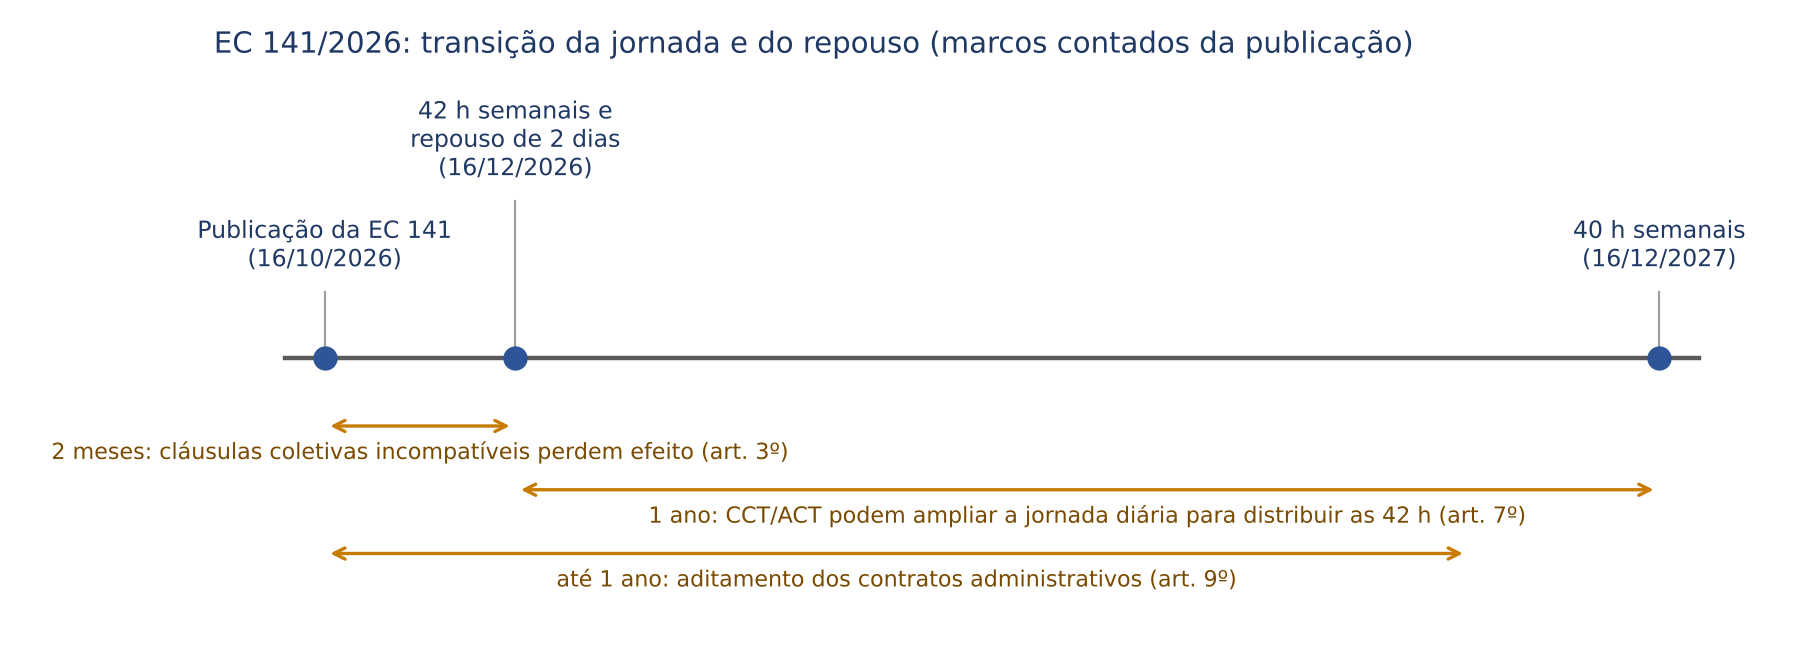 EC 141/2026: transição da jornada e do repouso (marcos contados da publicação)
42 h semanais e
repouso de 2 dias
(16/12/2026)
Publicação da EC 141
(16/10/2026)
40 h semanais
(16/12/2027)
2 meses: cláusulas coletivas incompatíveis perdem efeito (art. 3º)
1 ano: CCT/ACT podem ampliar a jornada diária para distribuir as 42 h (art. 7º)
até 1 ano: aditamento dos contratos administrativos (art. 9º)